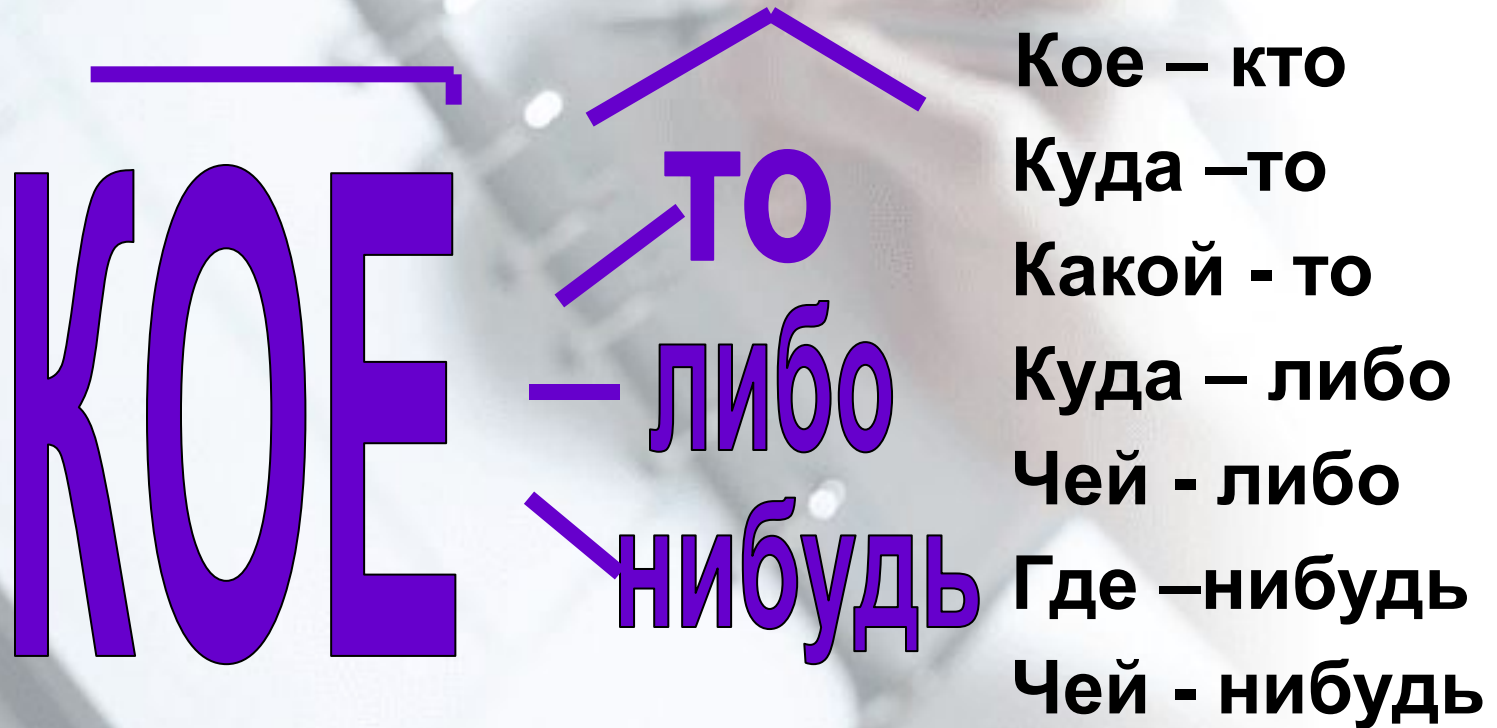 КОЕ
то
либо
нибудь
Кое – кто
Куда –то
Какой - то
Куда – либо
Чей - либо
Где –нибудь
Чей - нибудь